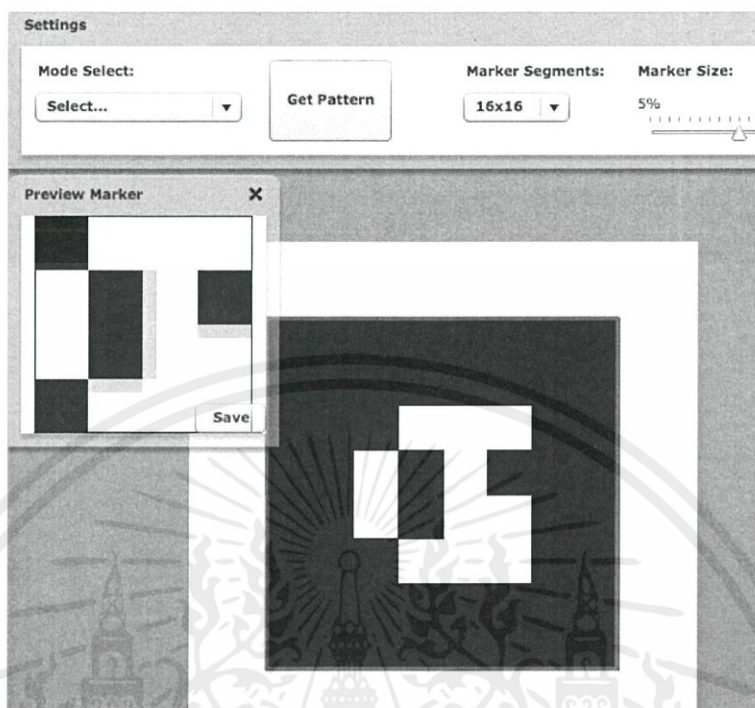 Settings
Mode Select:
Marker Segments:
Marker Size:
Select...
Get Pattern
16x16
5%
Preview Marker
Save